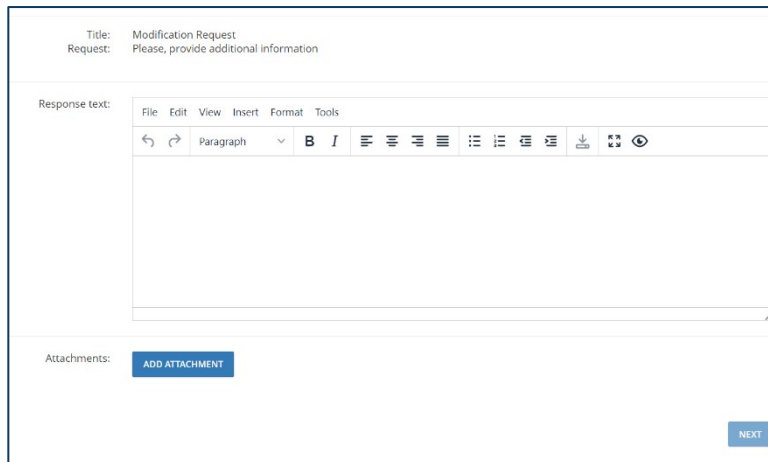 Title: Modification Request
Request: Please, provide additional information
Response text:
File Edit View Insert Format Tools
Paragraph B I
Attachments: ADD ATTACHMENT
NEXT